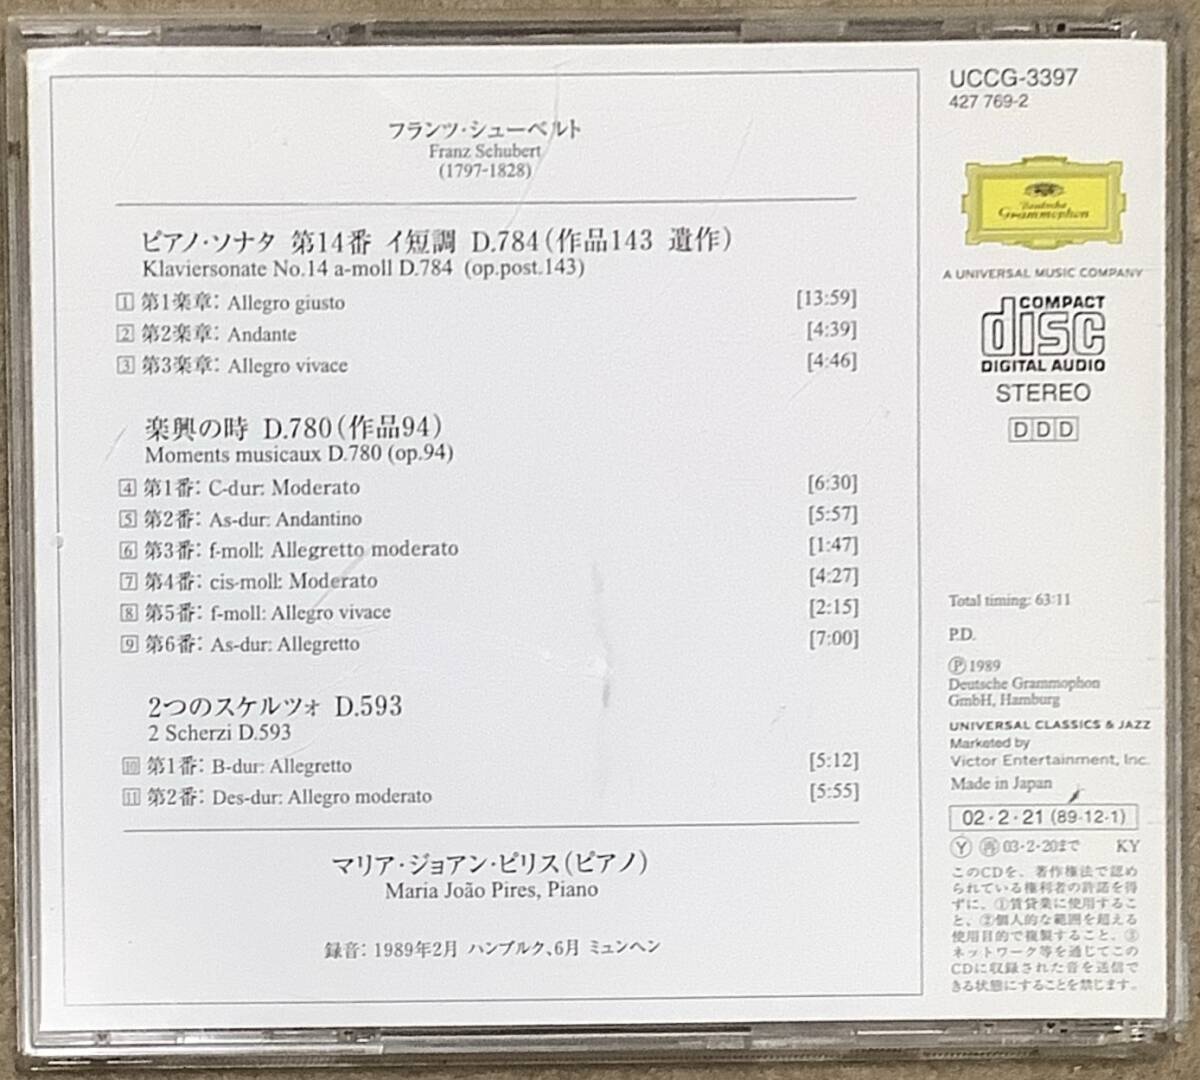 フランツ・シューベルト
Franz Schubert
(1797-1828)
ピアノ・ソナタ 第14番 イ短調 D.784(作品143 遺作)
Klaviersonate No.14 a-moll D.784 (op.post.143)
1 第1楽章: Allegro giusto [13:59]
2 第2楽章: Andante [4:39]
3 第3楽章: Allegro vivace [4:46]
楽興の時 D.780(作品94)
Moments musicaux D.780 (op.94)
4 第1番: C-dur: Moderato [6:30]
5 第2番: As-dur: Andantino [5:57]
6 第3番: f-moll: Allegretto moderato [1:47]
7 第4番: cis-moll: Moderato [4:27]
8 第5番: f-moll: Allegro vivace [2:15]
9 第6番: As-dur: Allegretto [7:00]
2つのスケルツォ D.593
2 Scherzi D.593
10 第1番: B-dur: Allegretto [5:12]
11 第2番: Des-dur: Allegro moderato [5:55]
マリア・ジョアン・ピリス(ピアノ)
Maria João Pires, Piano
録音: 1989年2月 ハンブルク、6月 ミュンヘン
UCCG-3397
427 769-2
Deutsche
Grammophon
A UNIVERSAL MUSIC COMPANY
COMPACT
disc
DIGITAL AUDIO
STEREO
DDD
Total timing: 63:11
P.D.
Ⓟ 1989
Deutsche Grammophon
GmbH, Hamburg
UNIVERSAL CLASSICS & JAZZ
Marketed by
Victor Entertainment, Inc.
Made in Japan
02・2・21 (89・12・1)
Ⓨ ㊞ 03・2・20まで KY
このCDを、著作権法で認め
られている権利者の許諾を得
ずに、①賃貸業に使用するこ
と、②個人的な範囲を超える
使用目的で複製すること、③
ネットワーク等を通じてこの
CDに収録された音を送信で
きる状態にすることを禁じます。